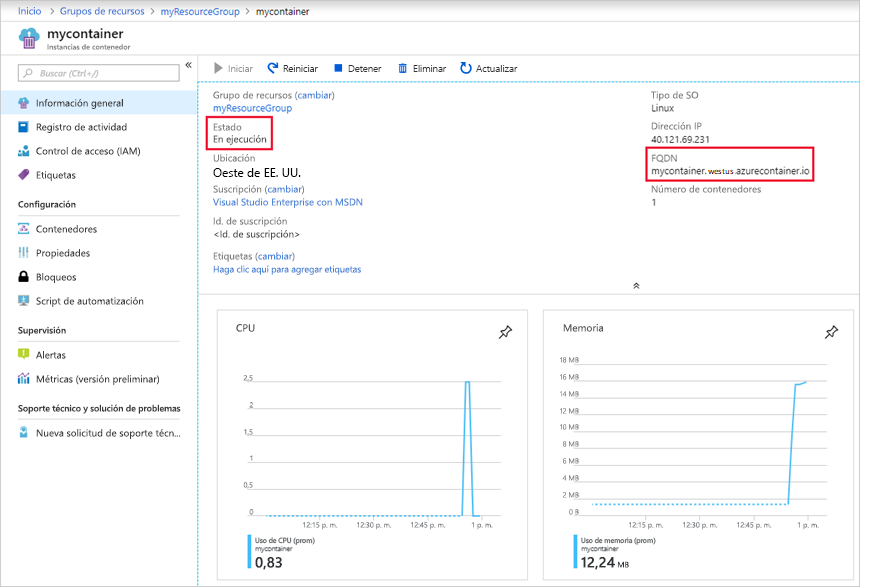 Inicio > Grupos de recursos > myResourceGroup > mycontainer
mycontainer
Instancias de contenedor
Buscar (Ctrl+/)
«
Iniciar Reiniciar Detener Eliminar Actualizar
Información general
Registro de actividad
Control de acceso (IAM)
Etiquetas
Configuración
Contenedores
Propiedades
Bloqueos
Script de automatización
Supervisión
Alertas
Métricas (versión preliminar)
Soporte técnico y solución de problemas
Nueva solicitud de soporte técn...
Grupo de recursos (cambiar)
myResourceGroup
Estado
En ejecución
Ubicación
Oeste de EE. UU.
Suscripción (cambiar)
Visual Studio Enterprise con MSDN
Id. de suscripción
<Id. de suscripción>
Etiquetas (cambiar)
Haga clic aquí para agregar etiquetas
Tipo de SO
Linux
Dirección IP
40.121.69.231
FQDN
mycontainer.westus.azurecontainer.io
Número de contenedores
1
CPU
2,5
2
1,5
1
0,5
0
12:15 p. m. 12:30 p. m. 12:45 p. m. 1 p. m.
Uso de CPU (prom)
mycontainer
0,83
Memoria
18 MB
16 MB
14 MB
12 MB
10 MB
8 MB
6 MB
4 MB
2 MB
0 B
12:15 p. m. 12:30 p. m. 12:45 p. m. 1 p. m.
Uso de memoria (prom)
mycontainer
12,24 MB